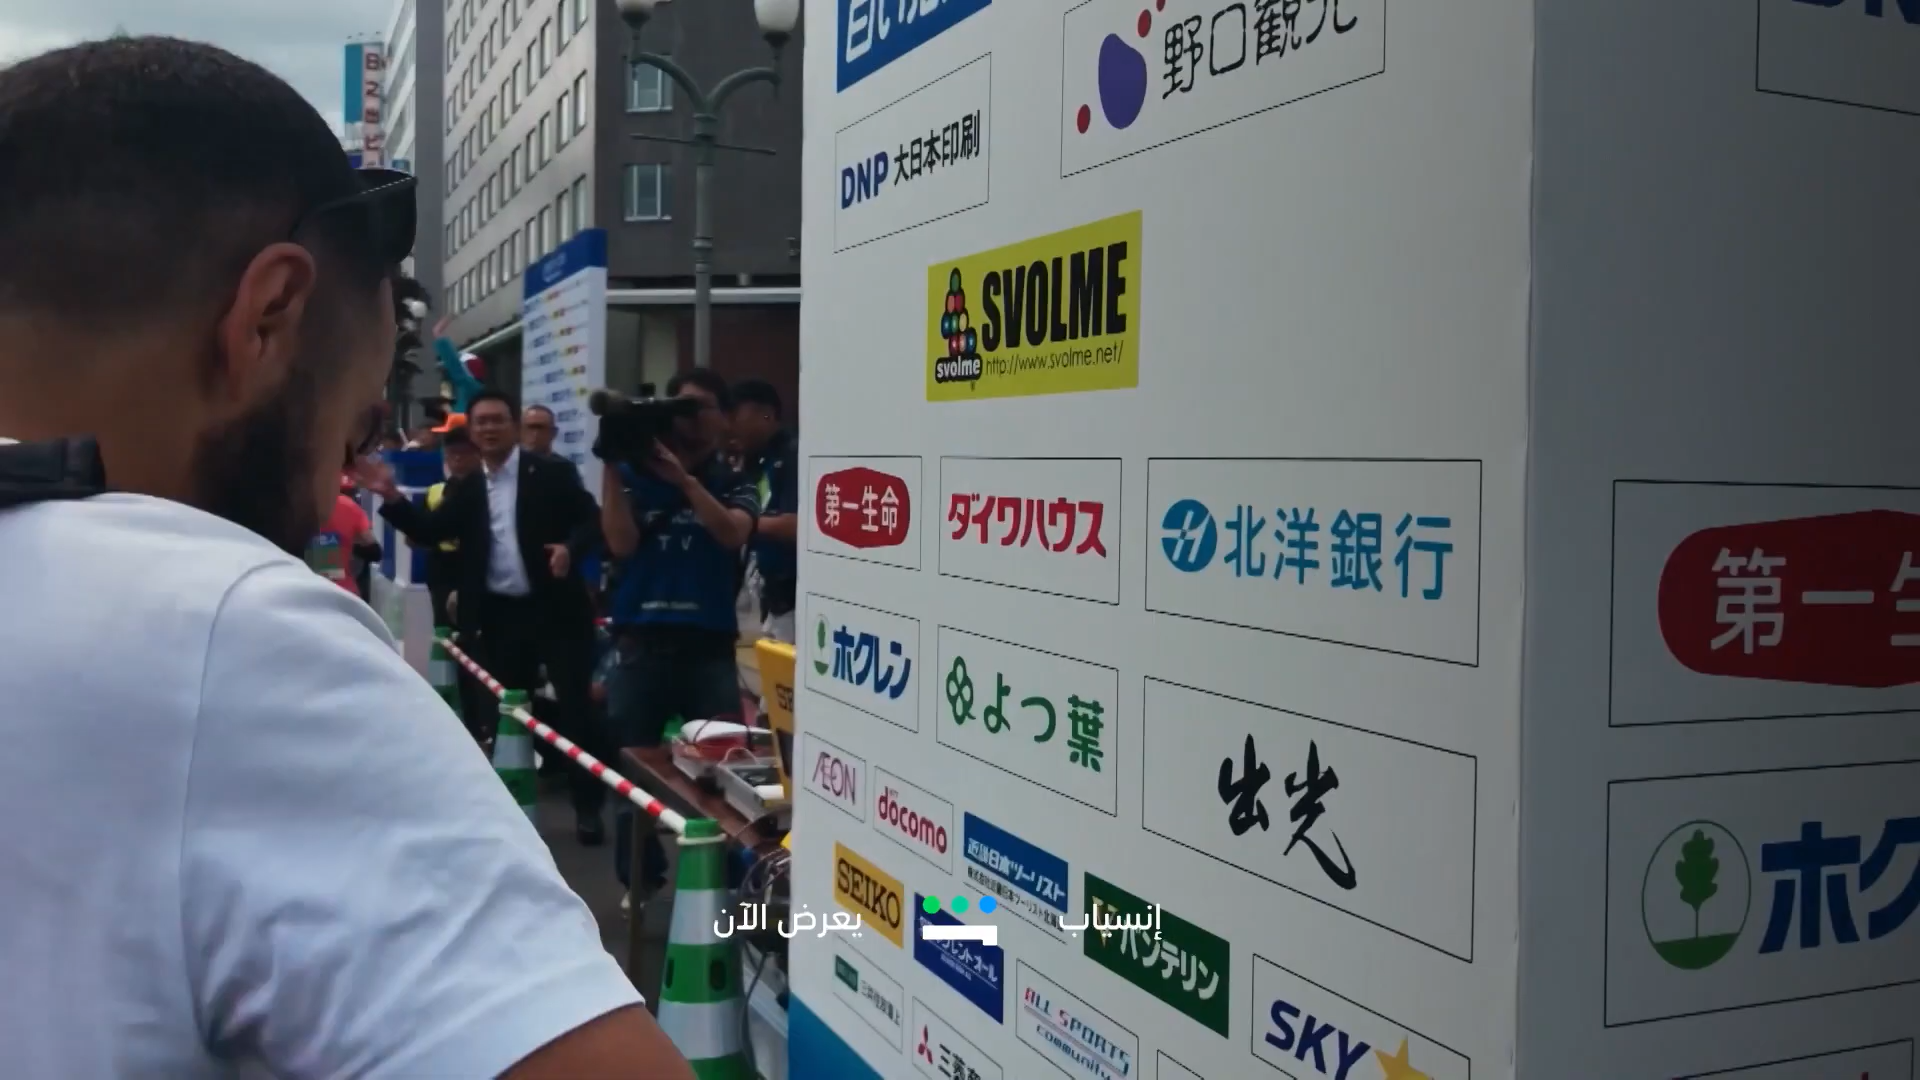 野口観光
DNP 大日本印刷
SVOLME
svolme
http://www.svolme.net/
第一生命
ダイワハウス
北洋銀行
第一生
ホクレン
よつ葉
出光
ホク
AEON
docomo
近畿日本ツーリスト
SEIKO
バンテリン
إنسياب
يعرض الآن
ALL SPORTS
community
SKY
TV